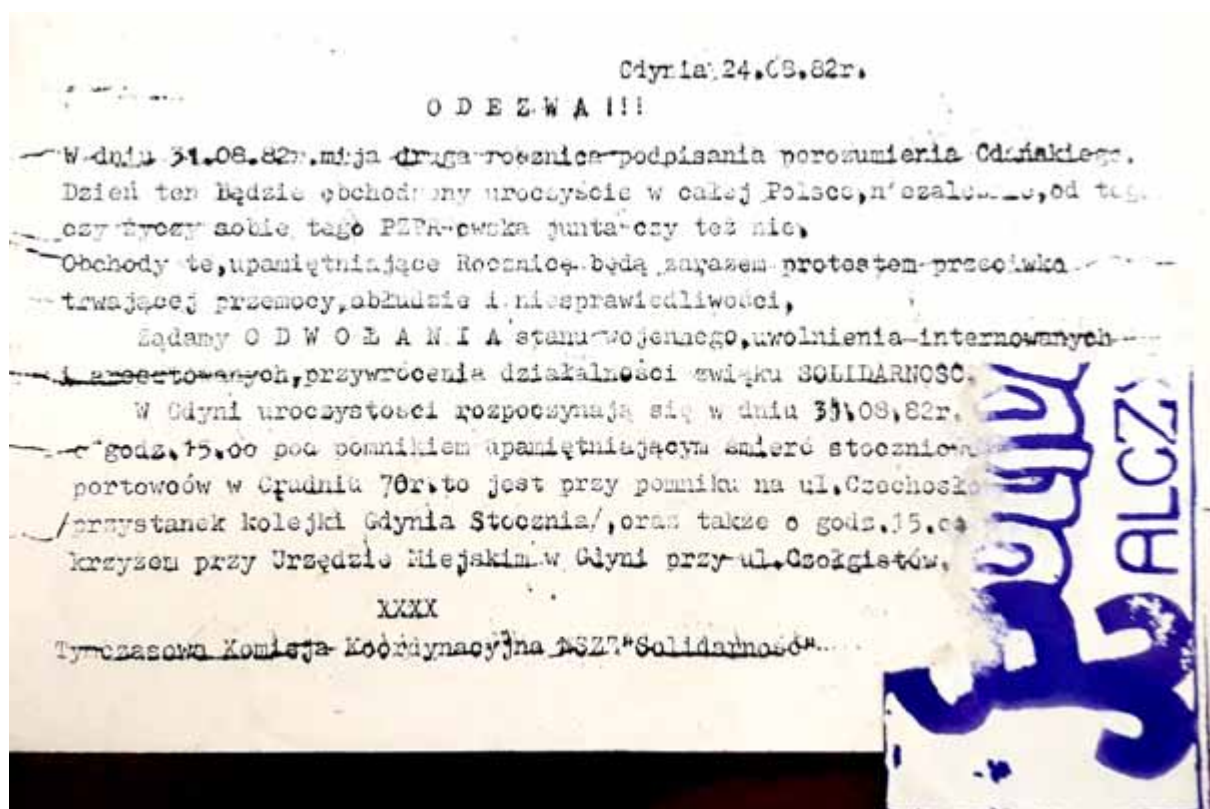 Gdynia 24.08.82r.
O D E Z W A !!!
W dniu 31.08.82r.mija druga rocznica podpisania porozumienia Gdańskiego.
Dzień ten Będzie obchodzony uroczyście w całej Polsce,niezależnie,od
czy życzy sobie tego PZPR-owska junta czy też nie,
Obchody te,upamiętniające Rocznicę będą zarazem protestem przeciwko
trwającej przemocy,obłudzie i niesprawiedliwości,
Żądamy O D W O Ł A N I A stanu wojennego,uwolnienia internowanych
i aresztowanych,przywrócenia działalności związku SOLIDARNOŚĆ.
W Gdyni uroczystości rozpoczynają się w dniu 31.08.82r.
o godz.15.00 pod pomnikiem upamiętniającym śmierć
portowców w Grudniu 70r.to jest przy pomniku na
/przystanek kolejki Gdynia Stocznia/,oraz także o godz.15.00
krzyżem przy Urzędzie Miejskim w Gdyni przy ul.Czołgistów.
XXXX
Tymczasowa Komisja Koordynacyjna NSZZ"Solidarność"
ALCZY